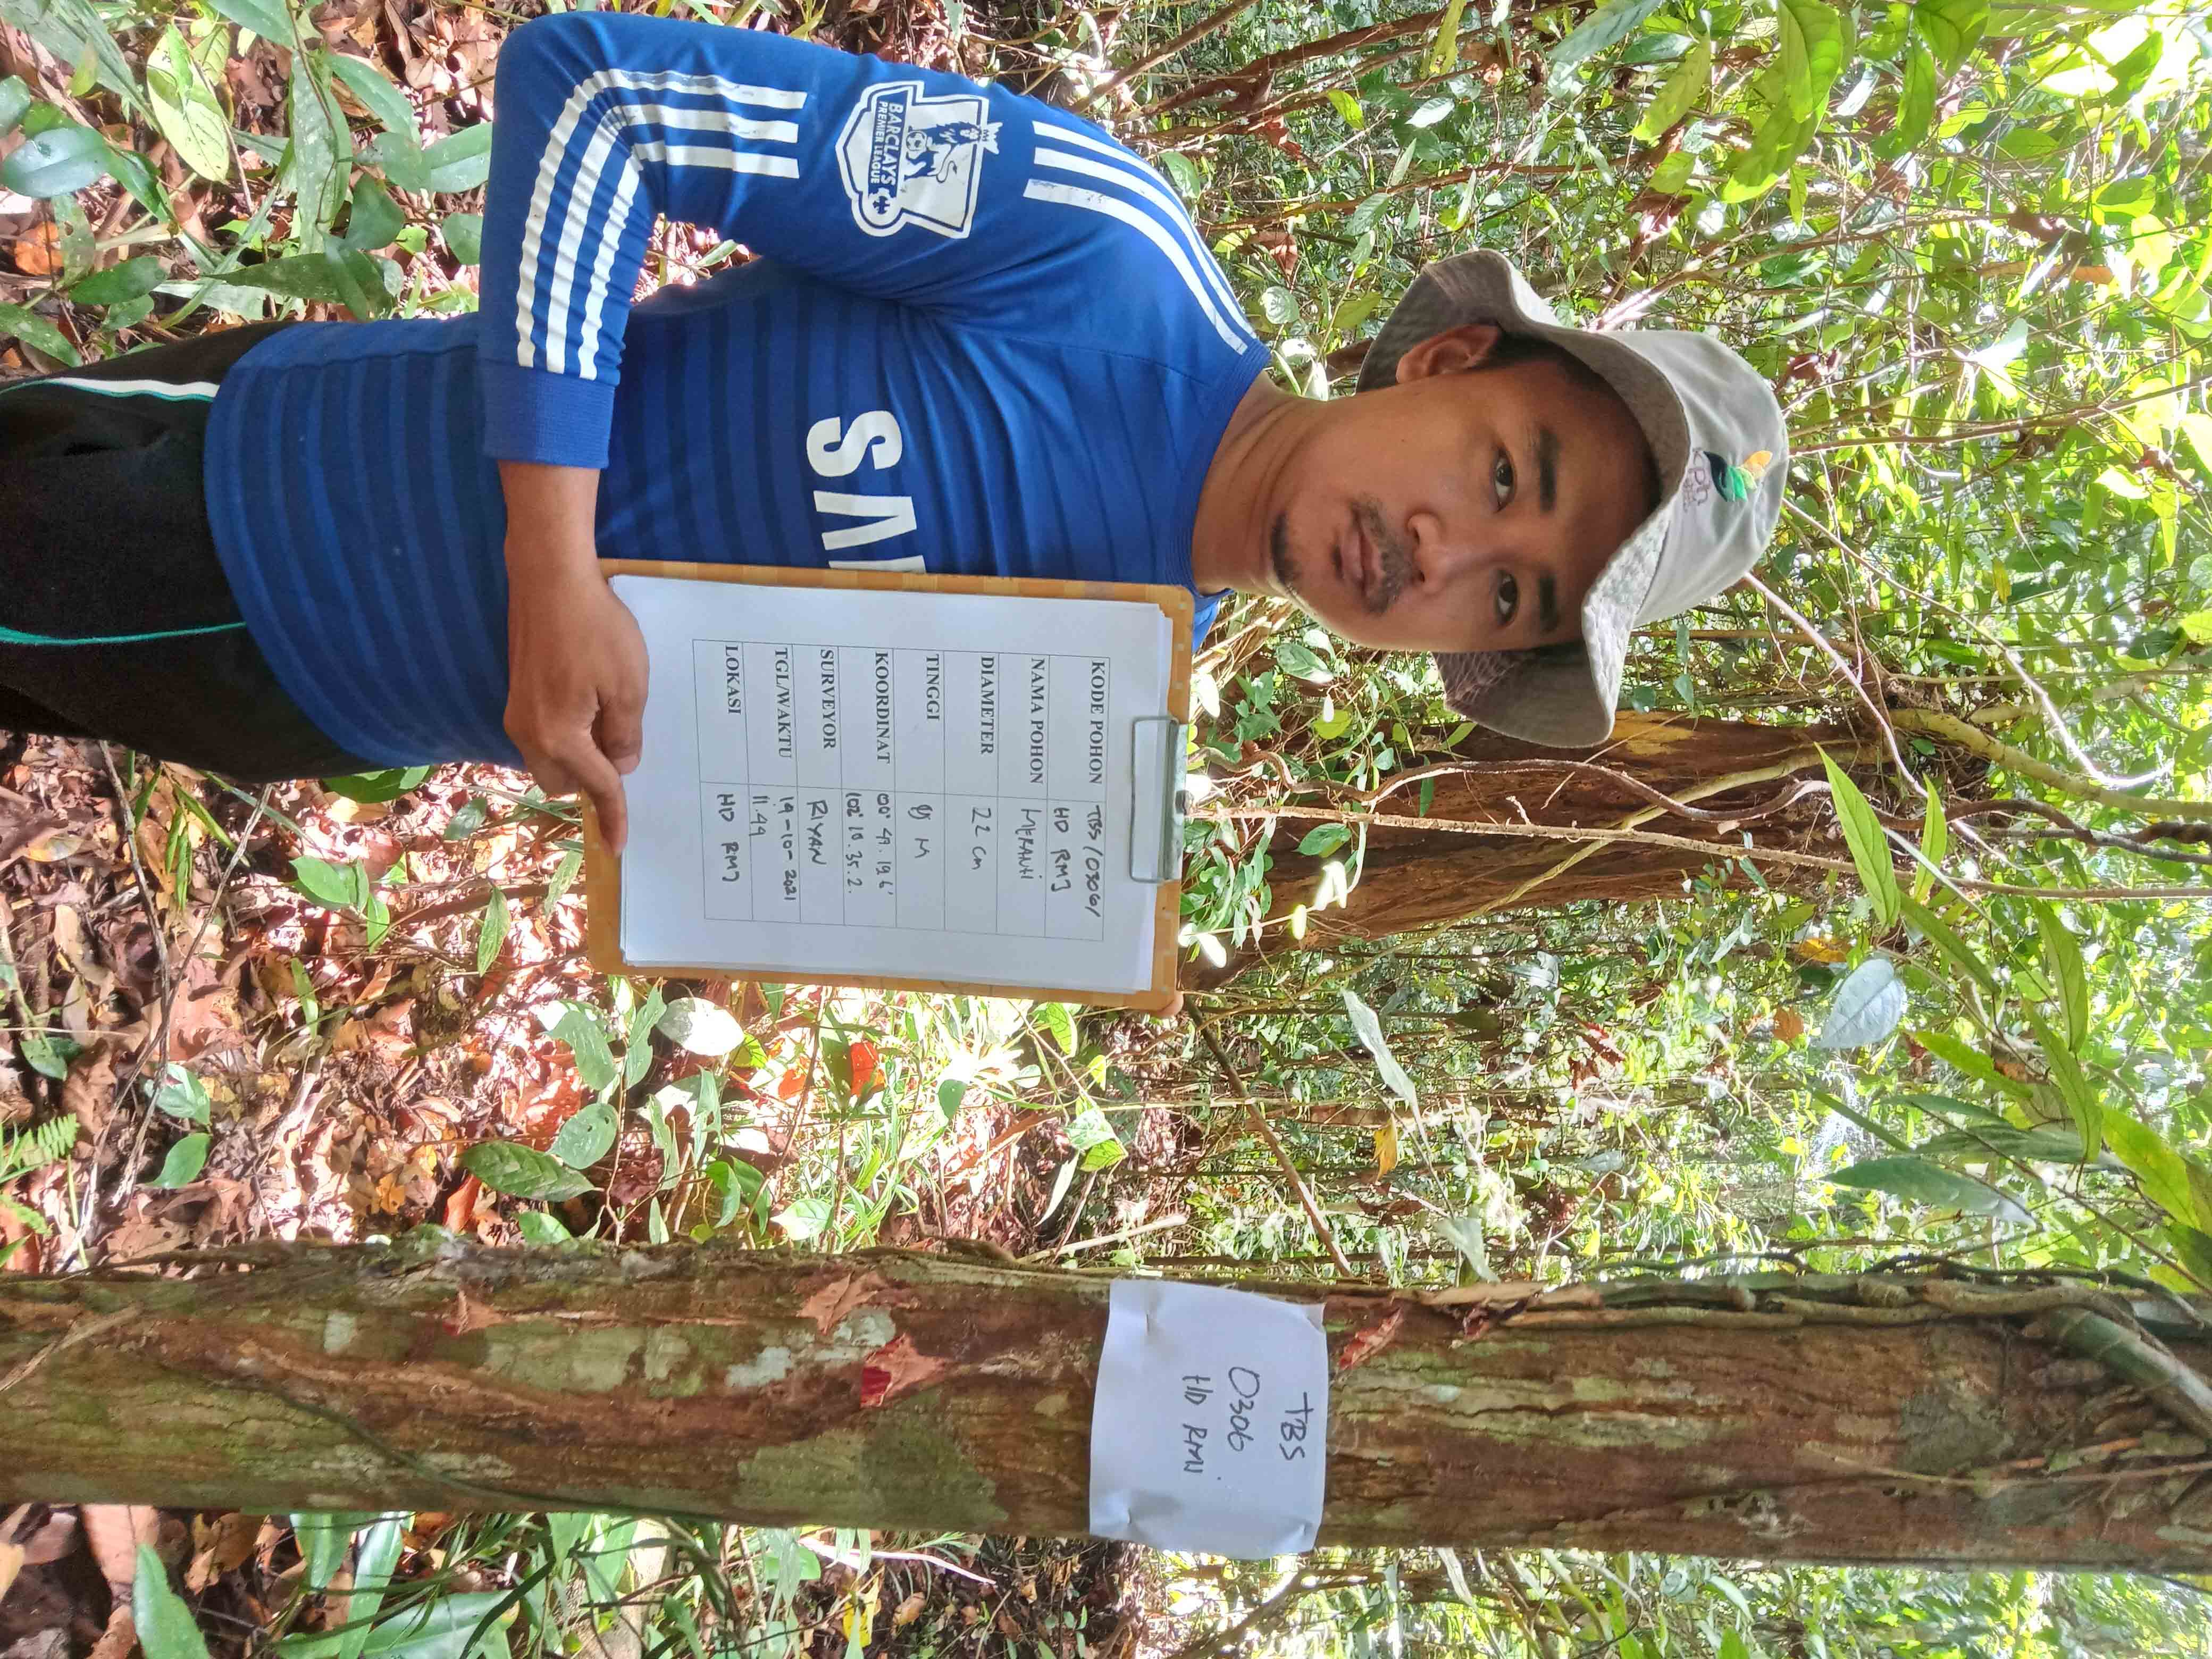 BARCLAYS
PREMIER LEAGUE
SA
kph
KODE POHON TBS/0306/
HD RMJ
NAMA POHON MERANTI
DIAMETER 22 cm
TINGGI M
KOORDINAT 00° 49. 19.6'
102° 10. 35. 2.
SURVEYOR RIYAN
TGL/WAKTU 19-10-2021
11.49
LOKASI HD RMJ
TBS
0306
HD RMJ